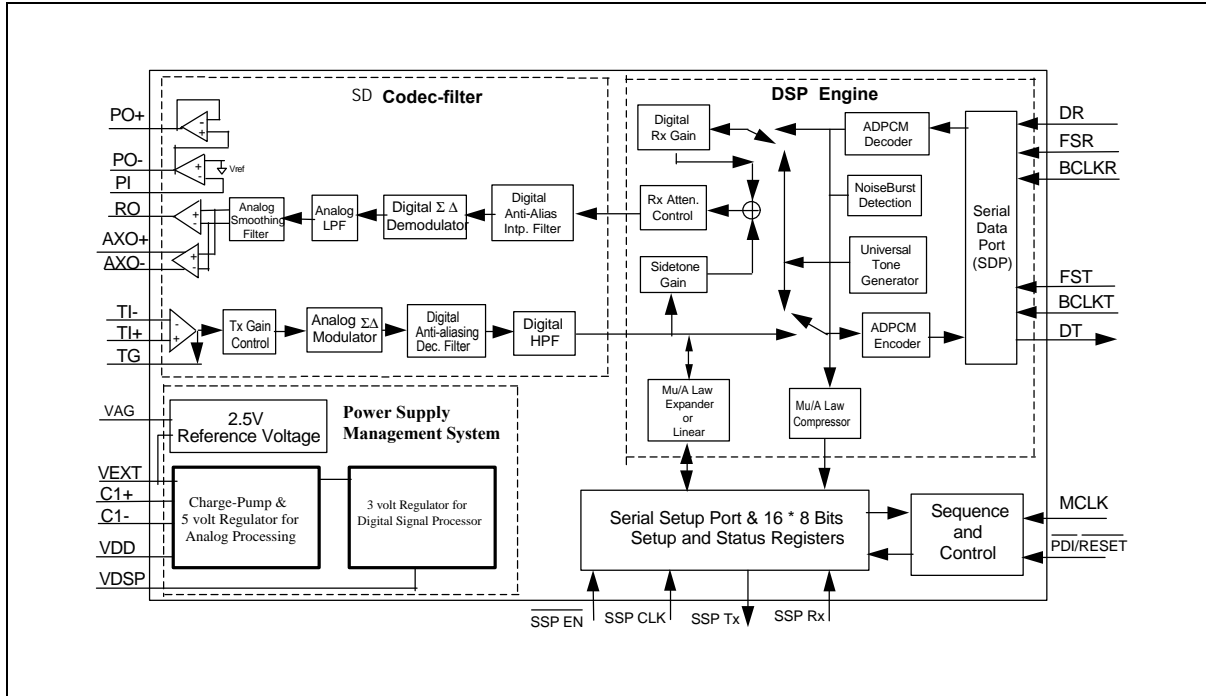 SD Codec-filter
DSP Engine
PO+
-
+
PO-
+
-
Vref
PI
RO
+
-
AXO+
+
-
AXO-
Analog
Smoothing
Filter
Analog
LPF
Digital Σ Δ
Demodulator
Digital
Anti-Alias
Intp. Filter
TI-
-
TI+
+
TG
Tx Gain
Control
Analog ΣΔ
Modulator
Digital
Anti-aliasing
Dec. Filter
Digital
HPF
Digital
Rx Gain
Rx Atten.
Control
Sidetone
Gain
ADPCM
Decoder
NoiseBurst
Detection
Universal
Tone
Generator
ADPCM
Encoder
Mu/A Law
Expander
or
Linear
Mu/A Law
Compressor
Serial
Data
Port
(SDP)
DR
FSR
BCLKR
FST
BCLKT
DT
VAG
2.5V
Reference Voltage
Power Supply
Management System
VEXT
C1+
C1-
VDD
VDSP
Charge-Pump &
5 volt Regulator for
Analog Processing
3 volt Regulator for
Digital Signal Processor
Serial Setup Port & 16 * 8 Bits
Setup and Status Registers
Sequence
and
Control
MCLK
PDI/RESET
SSP EN
SSP CLK
SSP Tx
SSP Rx